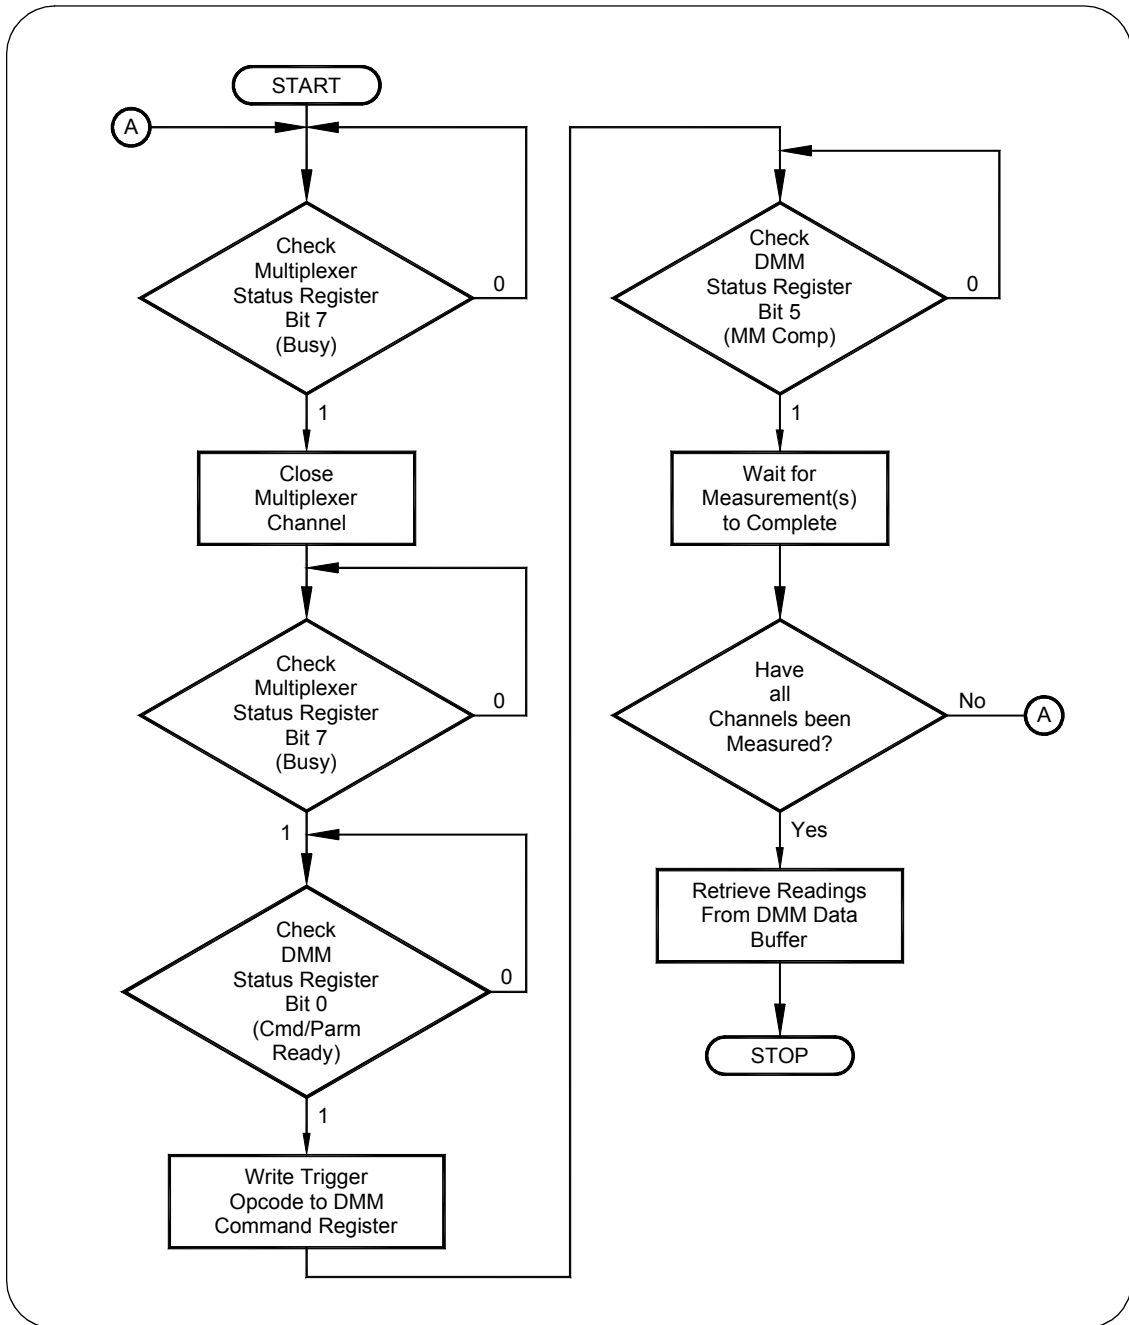 START
A
Check
Multiplexer
Status Register
Bit 7
(Busy)
0
1
Close
Multiplexer
Channel
Check
Multiplexer
Status Register
Bit 7
(Busy)
0
1
Check
DMM
Status Register
Bit 0
(Cmd/Parm
Ready)
0
1
Write Trigger
Opcode to DMM
Command Register
Check
DMM
Status Register
Bit 5
(MM Comp)
0
1
Wait for
Measurement(s)
to Complete
Have
all
Channels been
Measured?
No
A
Yes
Retrieve Readings
From DMM Data
Buffer
STOP